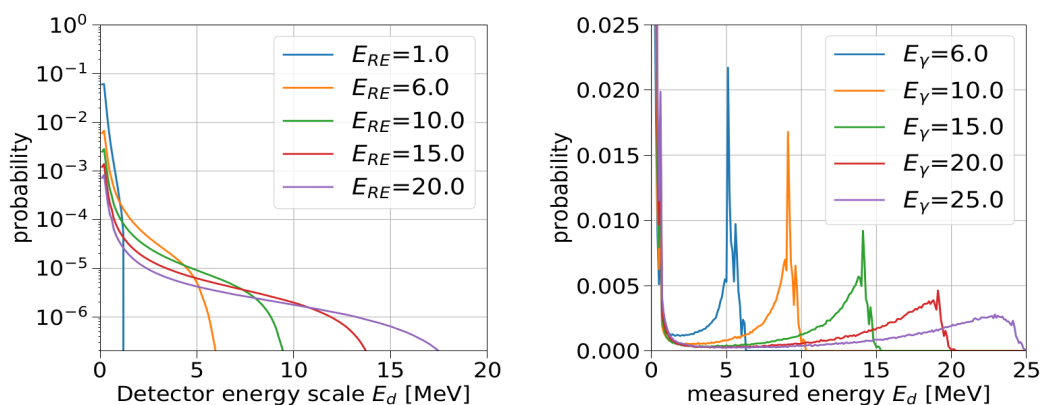 10⁰
10⁻¹
10⁻²
10⁻³
10⁻⁴
10⁻⁵
10⁻⁶
probability
0 5 10 15 20
Detector energy scale E_d [MeV]
E_RE=1.0
E_RE=6.0
E_RE=10.0
E_RE=15.0
E_RE=20.0
0.025
0.020
0.015
0.010
0.005
0.000
probability
0 5 10 15 20 25
measured energy E_d [MeV]
E_γ=6.0
E_γ=10.0
E_γ=15.0
E_γ=20.0
E_γ=25.0